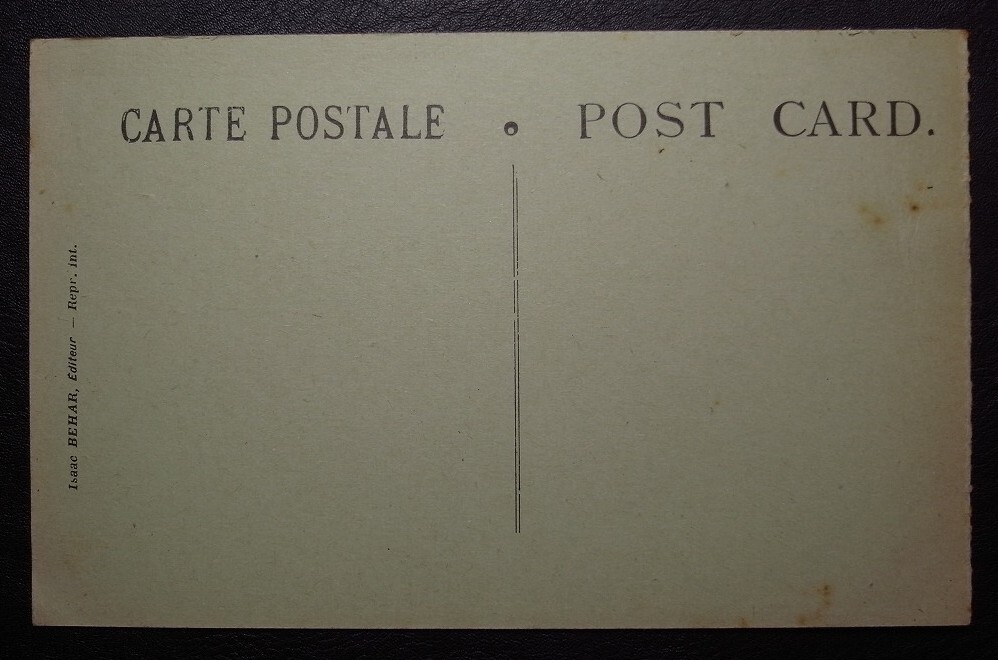 CARTE POSTALE • POST CARD.
Isaac BEHAR, Éditeur — Repr. int.